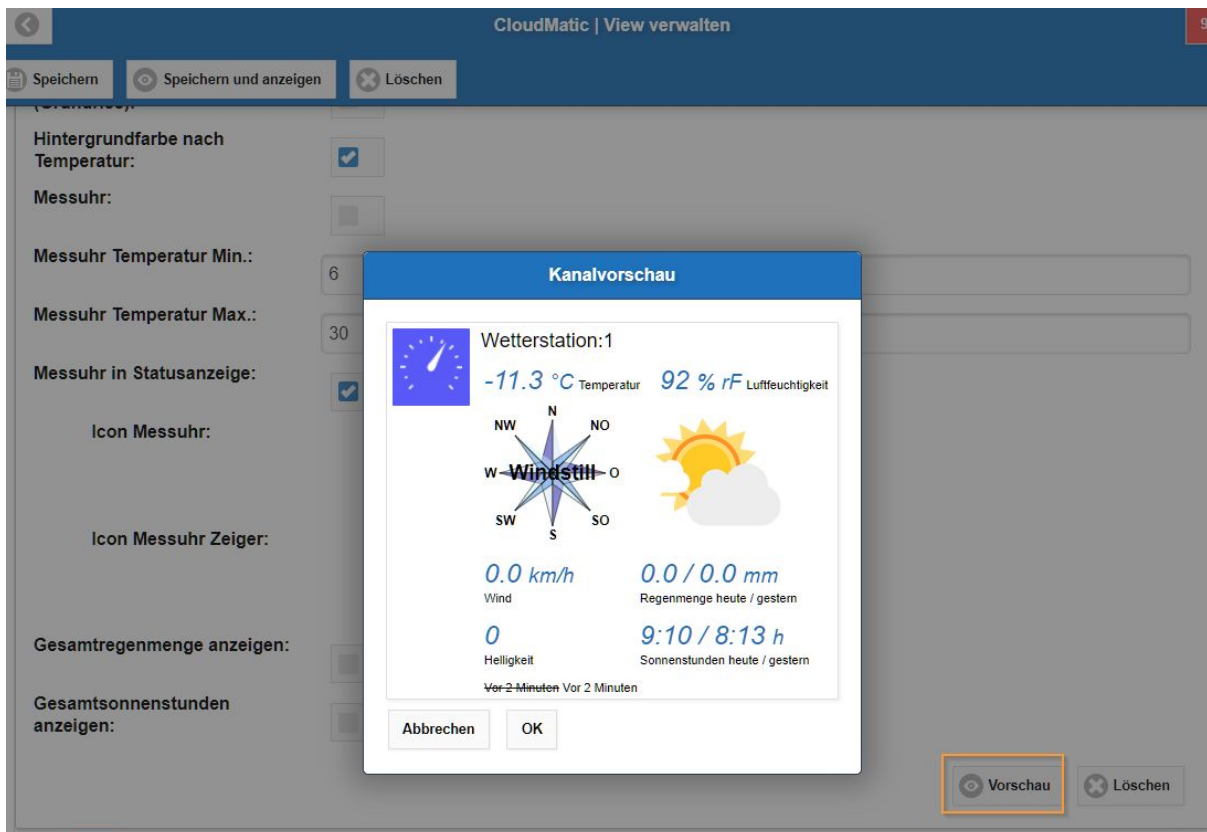 CloudMatic | View verwalten
9
Speichern
Speichern und anzeigen
Löschen
Hintergrundfarbe nach
Temperatur:
Messuhr:
Messuhr Temperatur Min.:
6
Messuhr Temperatur Max.:
30
Messuhr in Statusanzeige:
Icon Messuhr:
Icon Messuhr Zeiger:
Gesamtregenmenge anzeigen:
Gesamtsonnenstunden
anzeigen:
Kanalvorschau
Wetterstation:1
-11.3 °C Temperatur 92 % rF Luftfeuchtigkeit
N
NW NO
W Windstill O
SW SO
S
0.0 km/h 0.0 / 0.0 mm
Wind Regenmenge heute / gestern
0 9:10 / 8:13 h
Helligkeit Sonnenstunden heute / gestern
Vor 2 Minuten Vor 2 Minuten
Abbrechen
OK
Vorschau
Löschen